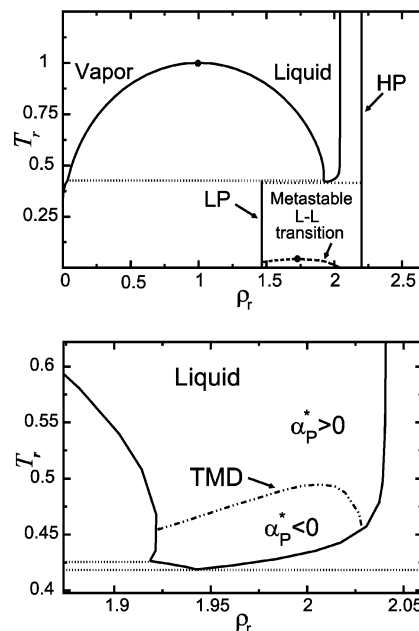 1
0.75
0.5
0.25
T_r
Vapor
Liquid
HP
LP
Metastable
L-L
transition
0 0.5 1 1.5 2 2.5
ρ_r
0.6
0.55
0.5
0.45
0.4
T_r
Liquid
α*_P>0
TMD
α*_P<0
1.9 1.95 2 2.05
ρ_r